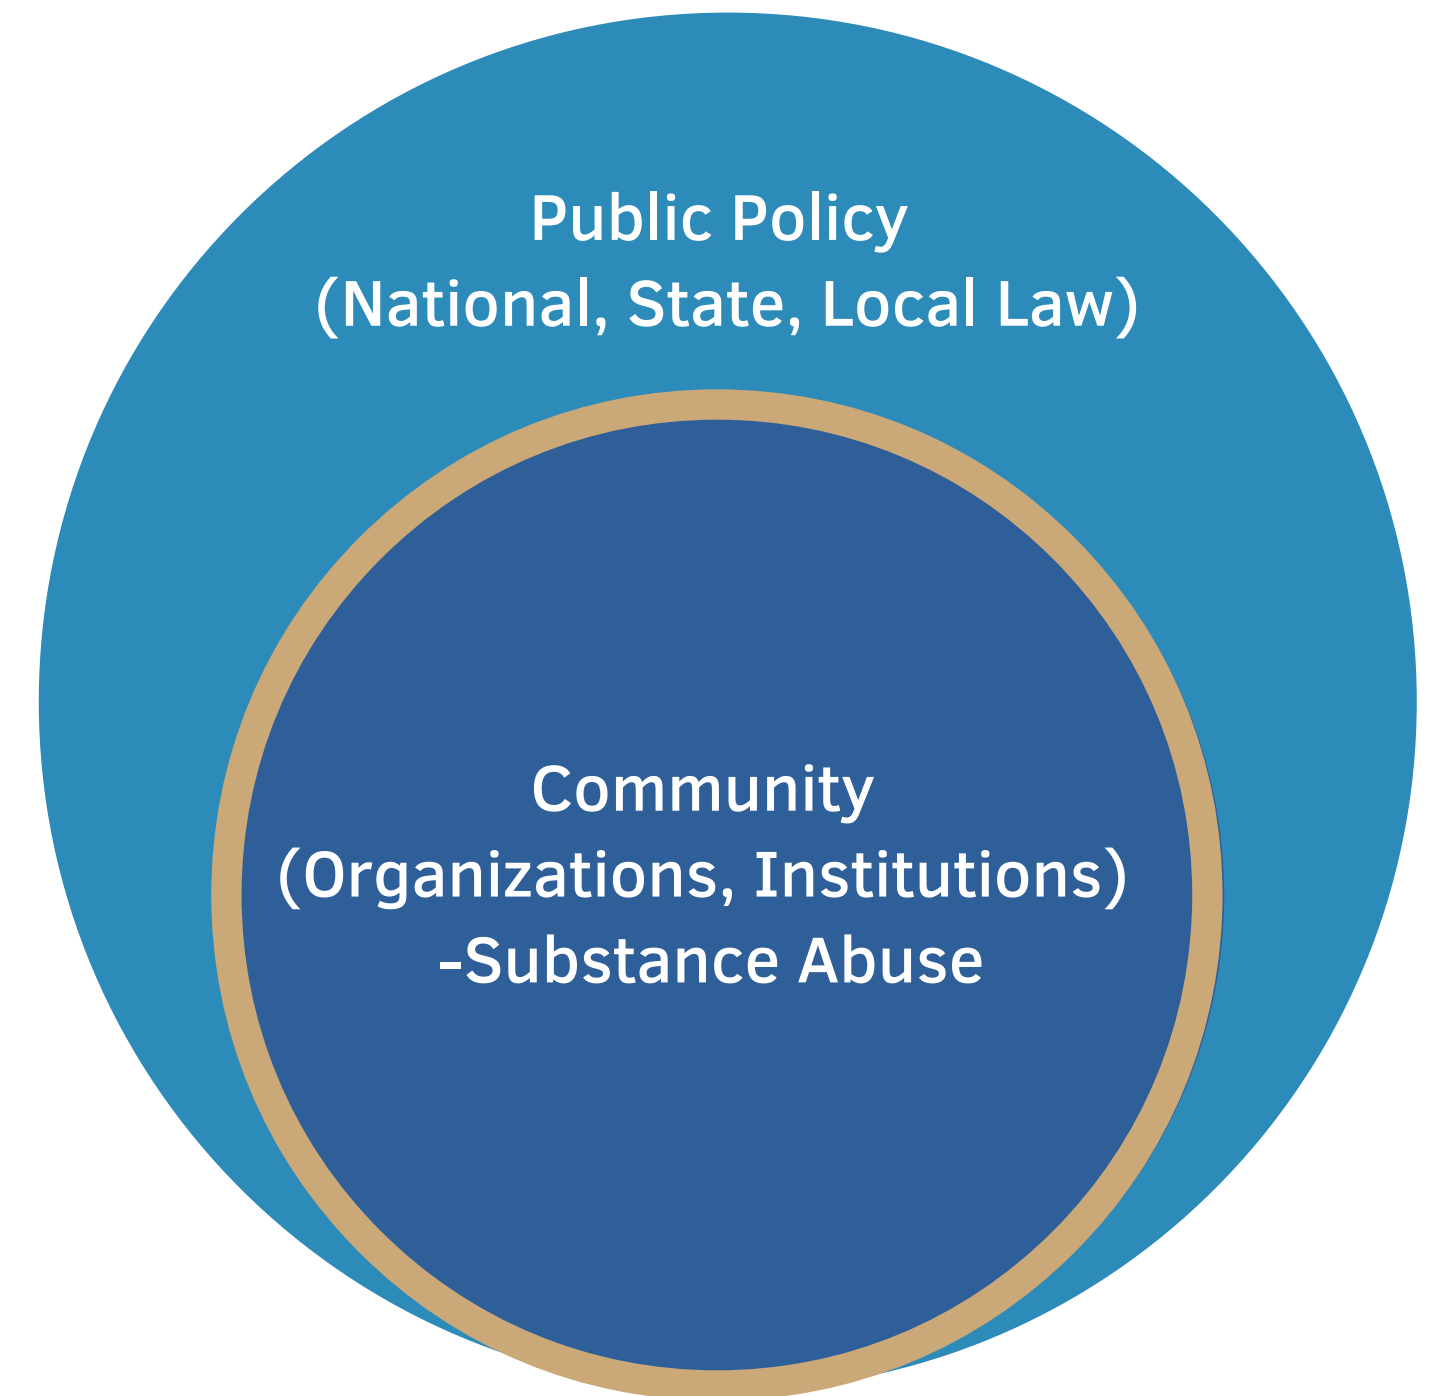 Public Policy
(National, State, Local Law)
Community
(Organizations, Institutions)
-Substance Abuse